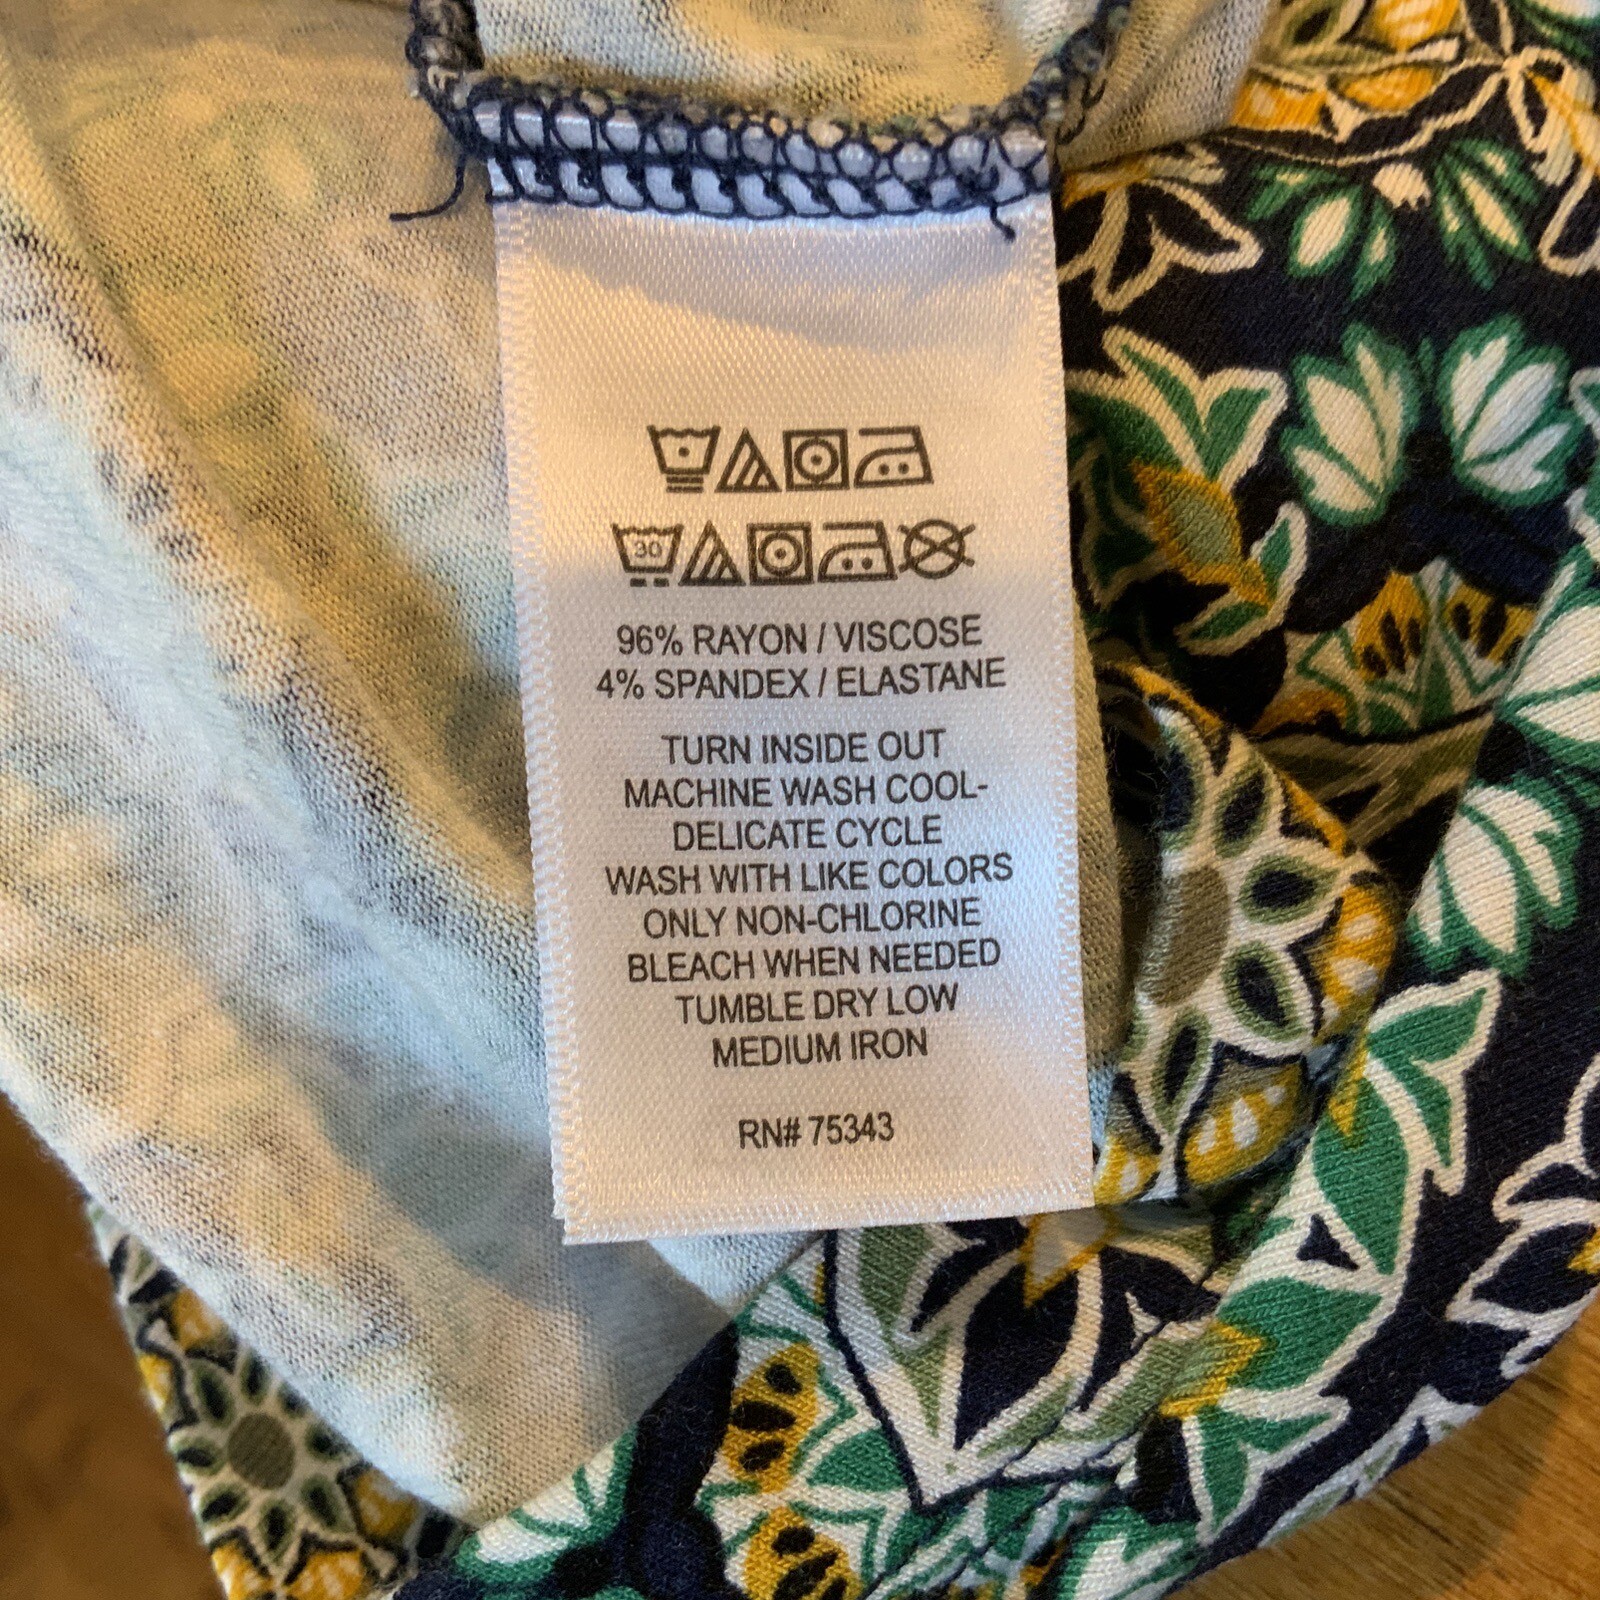 30
96% RAYON / VISCOSE
4% SPANDEX / ELASTANE
TURN INSIDE OUT
MACHINE WASH COOL-
DELICATE CYCLE
WASH WITH LIKE COLORS
ONLY NON-CHLORINE
BLEACH WHEN NEEDED
TUMBLE DRY LOW
MEDIUM IRON
RN# 75343